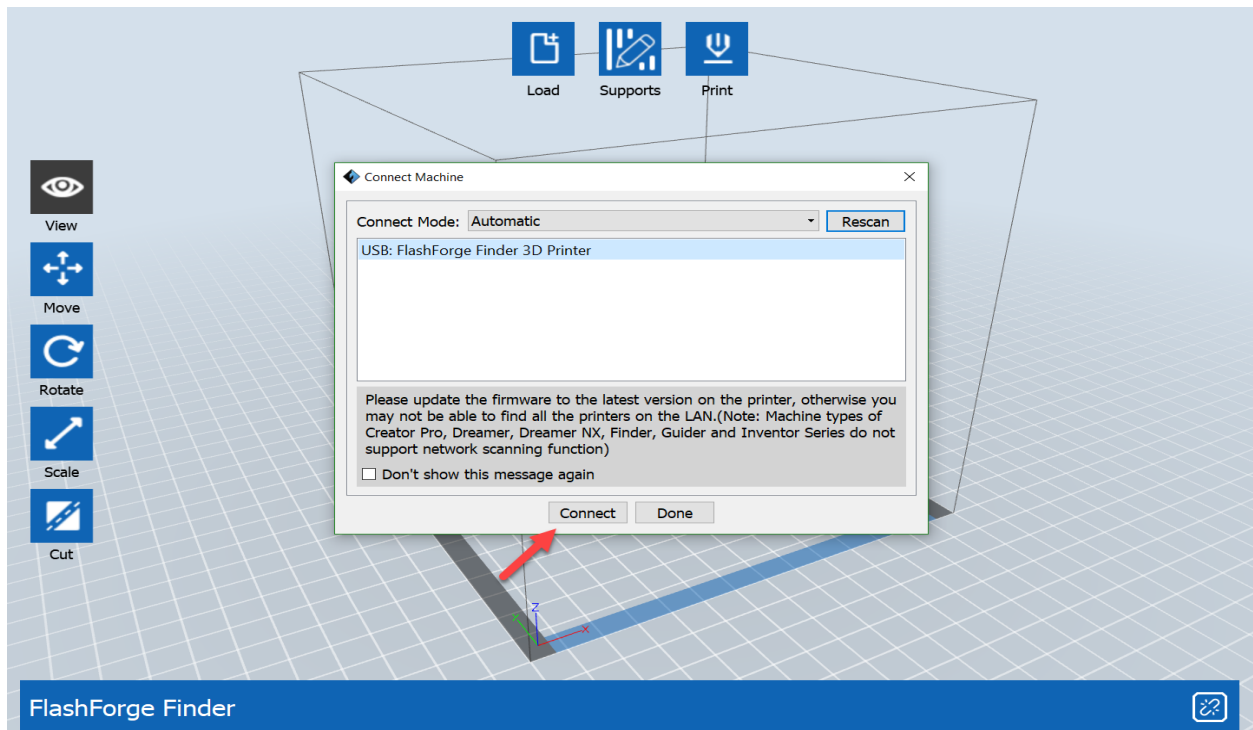 Load
Supports
Print
View
Move
Rotate
Scale
Cut
Connect Machine
Connect Mode: Automatic
Rescan
USB: FlashForge Finder 3D Printer
Please update the firmware to the latest version on the printer, otherwise you
may not be able to find all the printers on the LAN.(Note: Machine types of
Creator Pro, Dreamer, Dreamer NX, Finder, Guider and Inventor Series do not
support network scanning function)
Don't show this message again
Connect
Done
Z
Y
X
FlashForge Finder